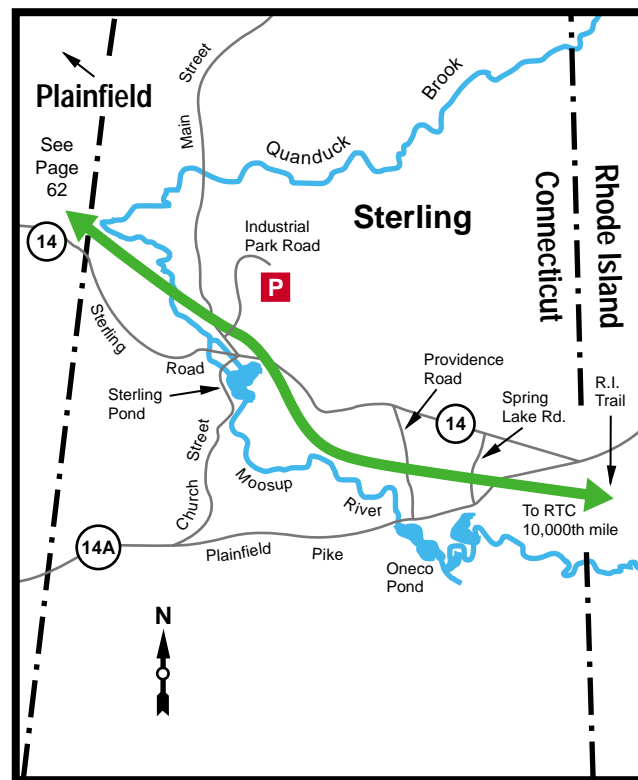 Plainfield
See
Page
62
Main Street
Quanduck Brook
Industrial
Park Road
P
Sterling
Connecticut
Rhode Island
14
Sterling Road
Sterling
Pond
Providence
Road
14
Spring
Lake Rd.
R.I.
Trail
Church Street
Moosup River
To RTC
10,000th mile
14A
Plainfield Pike
Oneco
Pond
N